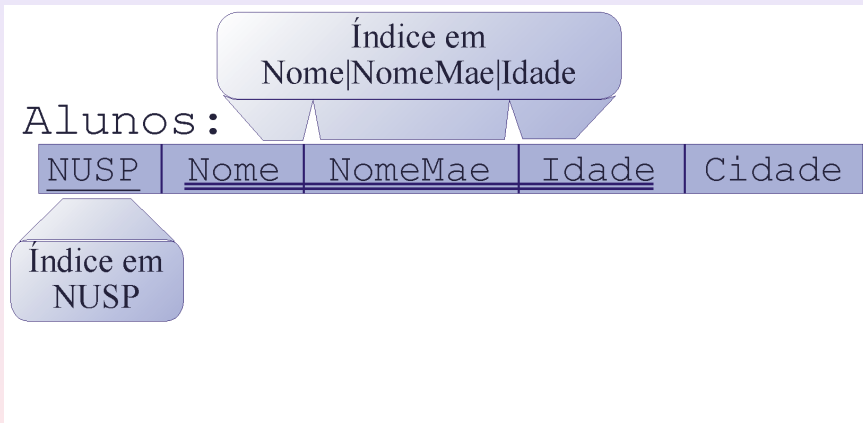 Índice em
Nome|NomeMae|Idade
Alunos:
NUSP Nome NomeMae Idade Cidade
Índice em
NUSP